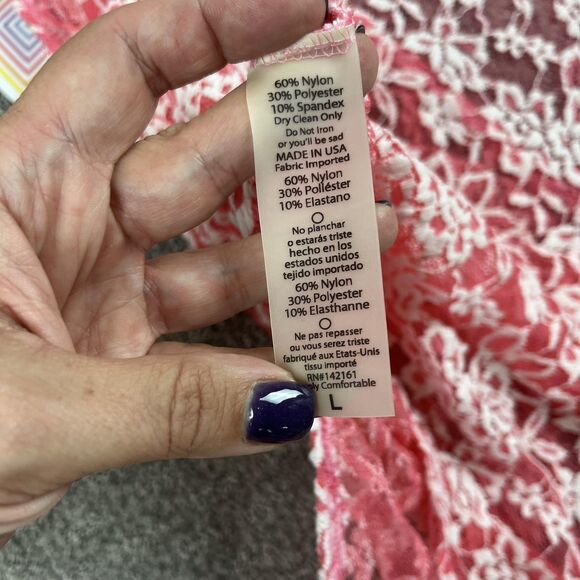 60% Nylon
30% Polyester
10% Spandex
Dry Clean Only
Do Not Iron
or you'll be sad
MADE IN USA
Fabric Imported
60% Nylon
30% Poliéster
10% Elastano
No planchar
o estarás triste
hecho en los
estados unidos
tejido importado
60% Nylon
30% Polyester
10% Elasthanne
Ne pas repasser
ou vous serez triste
fabriqué aux Etats-Unis
tissu importé
RN#142161
Comfortable
L